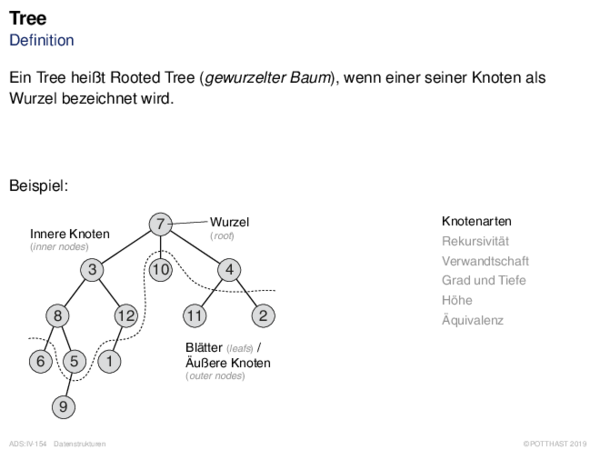 Tree
Definition
Ein Tree heißt Rooted Tree (gewurzelter Baum), wenn einer seiner Knoten als
Wurzel bezeichnet wird.
Beispiel:
Innere Knoten
(inner nodes)
7
Wurzel
(root)
3
10
4
8
12
11
2
6
5
1
9
Blätter (leafs) /
Äußere Knoten
(outer nodes)
Knotenarten
Rekursivität
Verwandtschaft
Grad und Tiefe
Höhe
Äquivalenz
ADS:IV-154 Datenstrukturen
©POTTHAST 2019